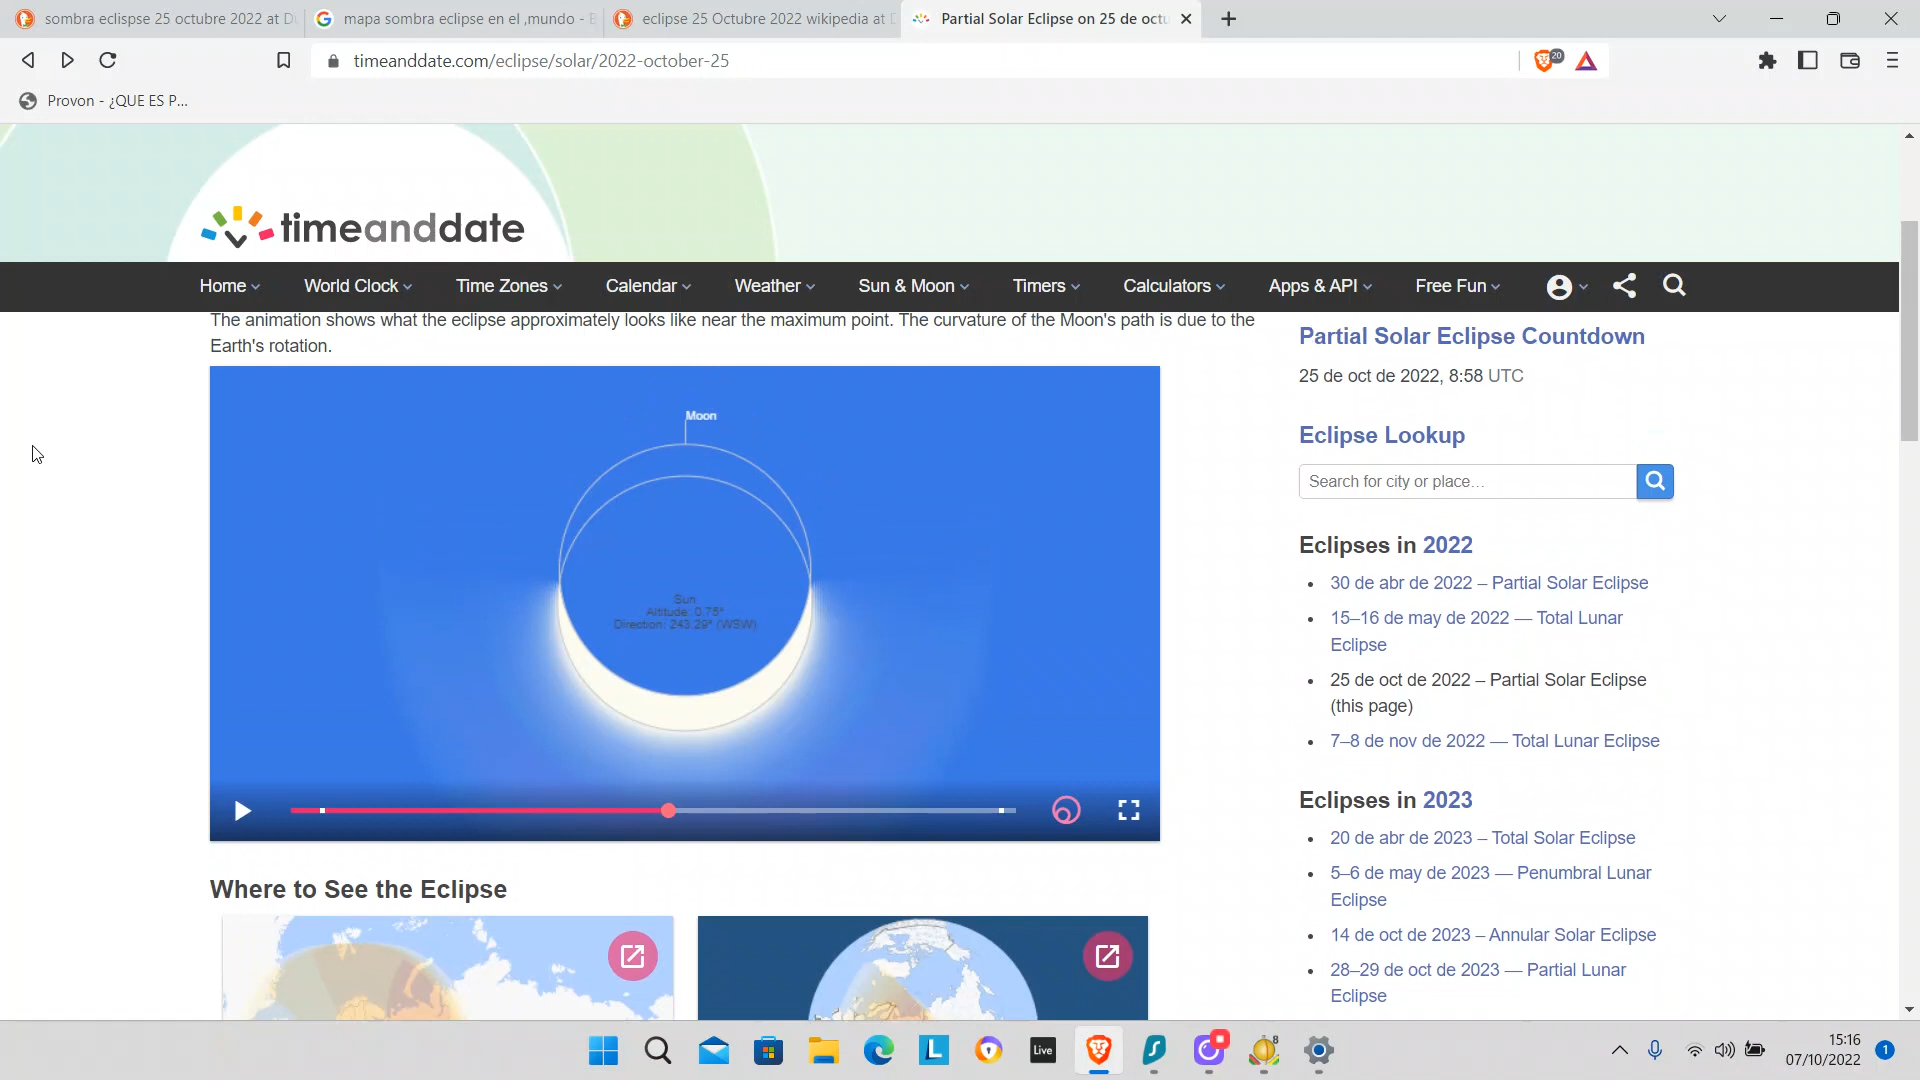 sombra eclispse 25 octubre 2022 at D
mapa sombra eclipse en el ,mundo -
eclipse 25 Octubre 2022 wikipedia at
Partial Solar Eclipse on 25 de oct
timeanddate.com/eclipse/solar/2022-october-25
20
Provon - ¿QUE ES P...
timeanddate
Home World Clock Time Zones Calendar Weather Sun & Moon Timers Calculators Apps & API Free Fun
The animation shows what the eclipse approximately looks like near the maximum point. The curvature of the Moon's path is due to the
Earth's rotation.
Moon
Sun
Altitude: 0.75°
Direction: 243.29° (WSW)
Where to See the Eclipse
Partial Solar Eclipse Countdown
25 de oct de 2022, 8:58 UTC
Eclipse Lookup
Search for city or place...
Eclipses in 2022
• 30 de abr de 2022 – Partial Solar Eclipse
• 15–16 de may de 2022 — Total Lunar
Eclipse
• 25 de oct de 2022 – Partial Solar Eclipse
(this page)
• 7–8 de nov de 2022 — Total Lunar Eclipse
Eclipses in 2023
• 20 de abr de 2023 – Total Solar Eclipse
• 5–6 de may de 2023 — Penumbral Lunar
Eclipse
• 14 de oct de 2023 – Annular Solar Eclipse
• 28–29 de oct de 2023 — Partial Lunar
Eclipse
L
Live
8
15:16
07/10/2022
1